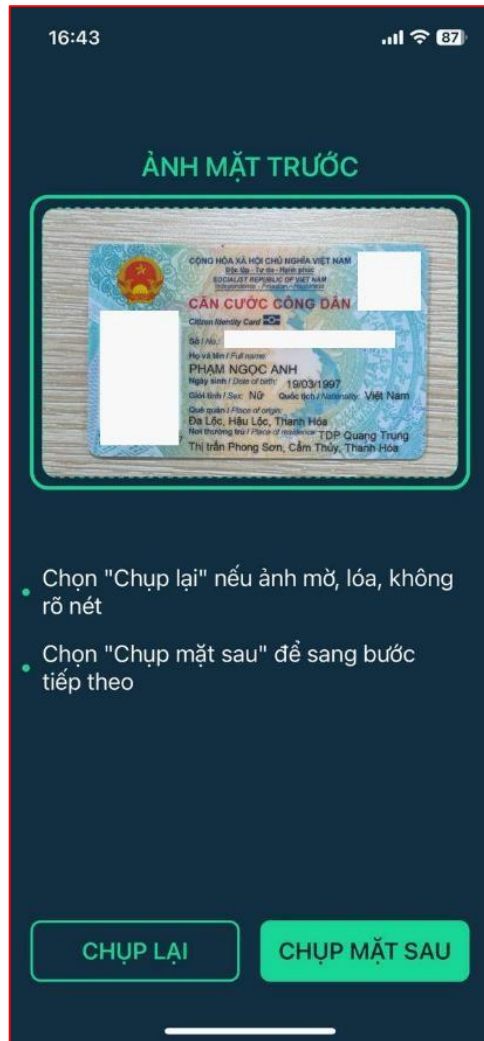 16:43
87
ẢNH MẶT TRƯỚC
CỘNG HÒA XÃ HỘI CHỦ NGHĨA VIỆT NAM
Độc lập - Tự do - Hạnh phúc
SOCIALIST REPUBLIC OF VIET NAM
Independence - Freedom - Happiness
CĂN CƯỚC CÔNG DÂN
Citizen Identity Card
Số / No.:
Họ và tên / Full name:
PHẠM NGỌC ANH
Ngày sinh / Date of birth: 19/03/1997
Giới tính / Sex: Nữ Quốc tịch / Nationality: Việt Nam
Quê quán / Place of origin:
Đa Lộc, Hậu Lộc, Thanh Hóa
Nơi thường trú / Place of residence: TDP Quang Trung
Thị trấn Phong Sơn, Cẩm Thủy, Thanh Hóa
Chọn "Chụp lại" nếu ảnh mờ, lóa, không
rõ nét
Chọn "Chụp mặt sau" để sang bước
tiếp theo
CHỤP LẠI
CHỤP MẶT SAU